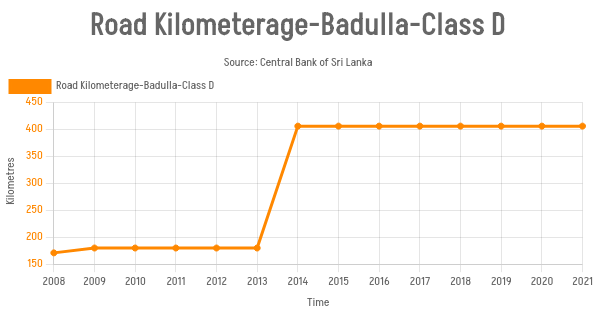 Road Kilometerage-Badulla-Class D
Source: Central Bank of Sri Lanka
Road Kilometerage-Badulla-Class D
450
400
350
300
250
200
150
Kilometres
2008 2009 2010 2011 2012 2013 2014 2015 2016 2017 2018 2019 2020 2021
Time